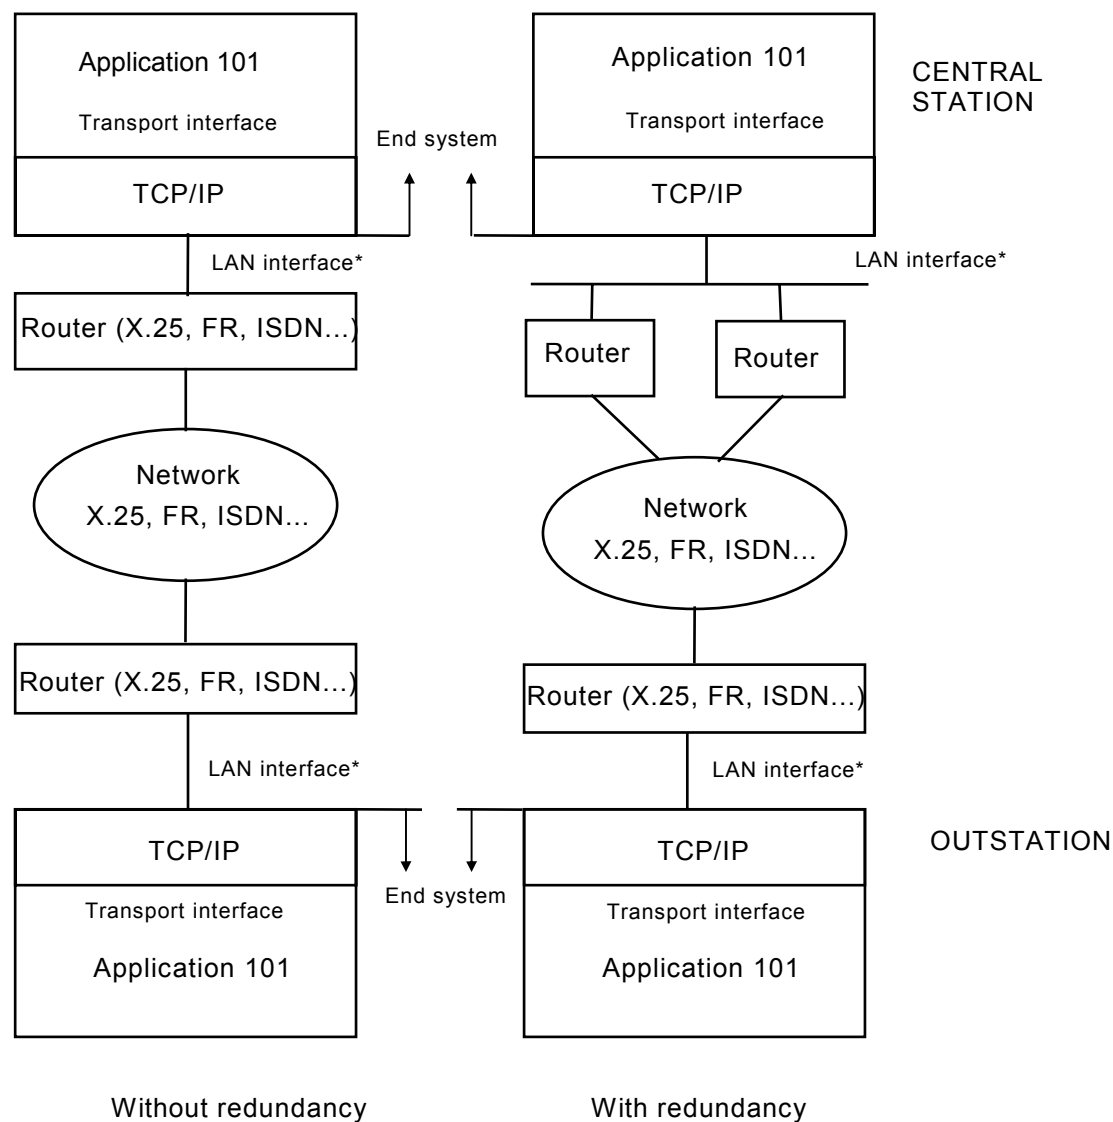 Application 101
Transport interface
TCP/IP
End system
Application 101
Transport interface
TCP/IP
CENTRAL
STATION
LAN interface*
LAN interface*
Router (X.25, FR, ISDN...)
Router
Router
Network
X.25, FR, ISDN...
Network
X.25, FR, ISDN...
Router (X.25, FR, ISDN...)
Router (X.25, FR, ISDN...)
LAN interface*
LAN interface*
TCP/IP
Transport interface
Application 101
End system
TCP/IP
Transport interface
Application 101
OUTSTATION
Without redundancy
With redundancy